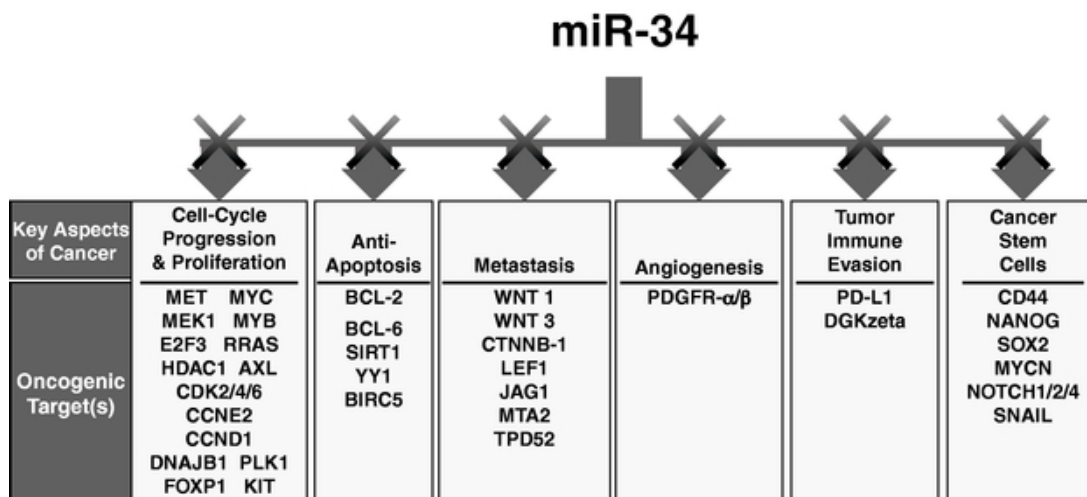 miR-34
Key Aspects
of Cancer
Cell-Cycle
Progression
& Proliferation
Anti-
Apoptosis
Metastasis
Angiogenesis
Tumor
Immune
Evasion
Cancer
Stem
Cells
Oncogenic
Target(s)
MET MYC
MEK1 MYB
E2F3 RRAS
HDAC1 AXL
CDK2/4/6
CCNE2
CCND1
DNAJB1 PLK1
FOXP1 KIT
BCL-2
BCL-6
SIRT1
YY1
BIRC5
WNT 1
WNT 3
CTNNB-1
LEF1
JAG1
MTA2
TPD52
PDGFR-α/β
PD-L1
DGKzeta
CD44
NANOG
SOX2
MYCN
NOTCH1/2/4
SNAIL